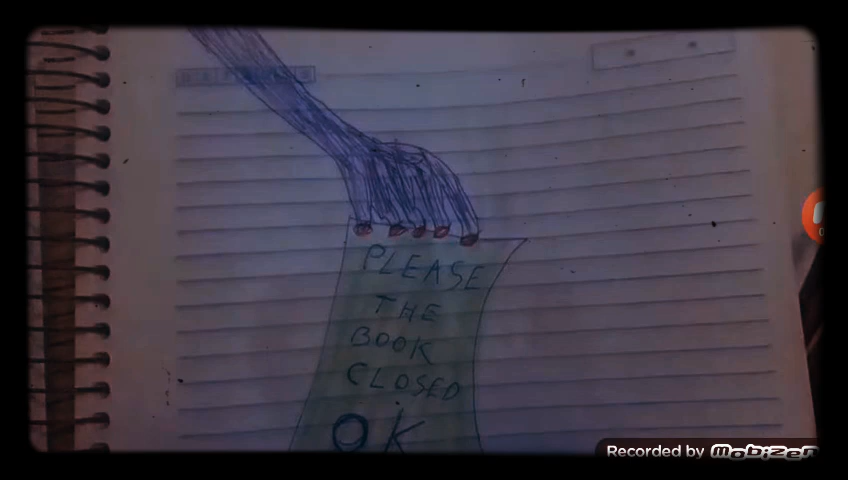 PLEASE
THE
BOOK
CLOSED
OK
Recorded by Mobizen